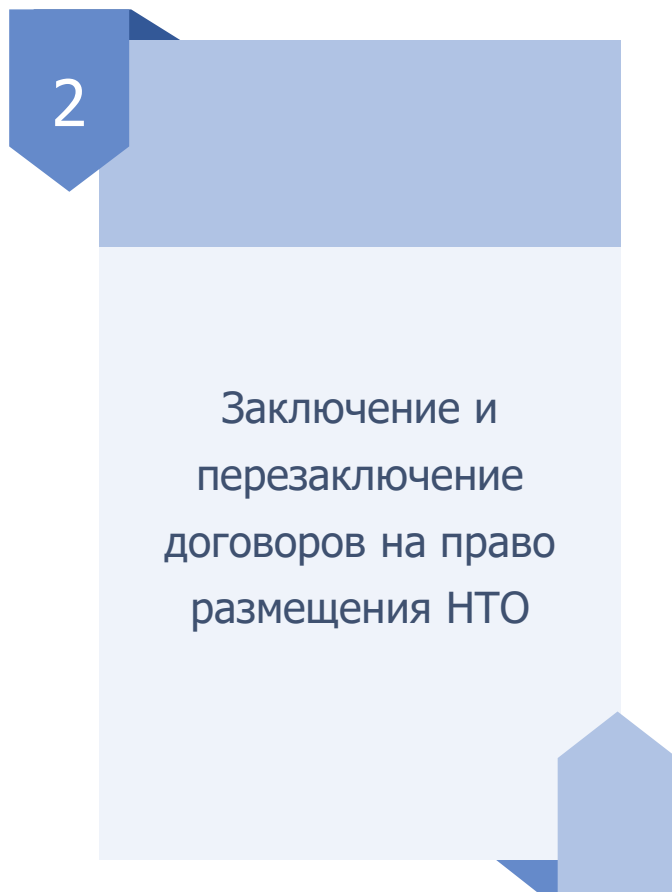 2
Заключение и
перезаключение
договоров на право
размещения НТО